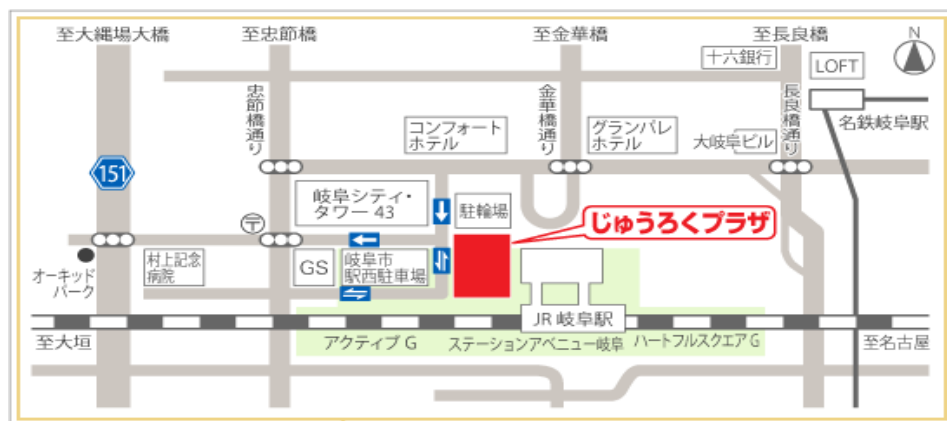 至大縄場大橋
至忠節橋
至金華橋
至長良橋
N
十六銀行
LOFT
忠節橋通り
金華橋通り
長良橋通り
名鉄岐阜駅
コンフォート
ホテル
グランパレ
ホテル
大岐阜ビル
151
岐阜シティ・
タワー43
駐輪場
じゅうろくプラザ
〒
村上記念
病院
GS
岐阜市
駅西駐車場
オーキッド
パーク
JR岐阜駅
至大垣
アクティブG
ステーションアベニュー岐阜
ハートフルスクエアG
至名古屋